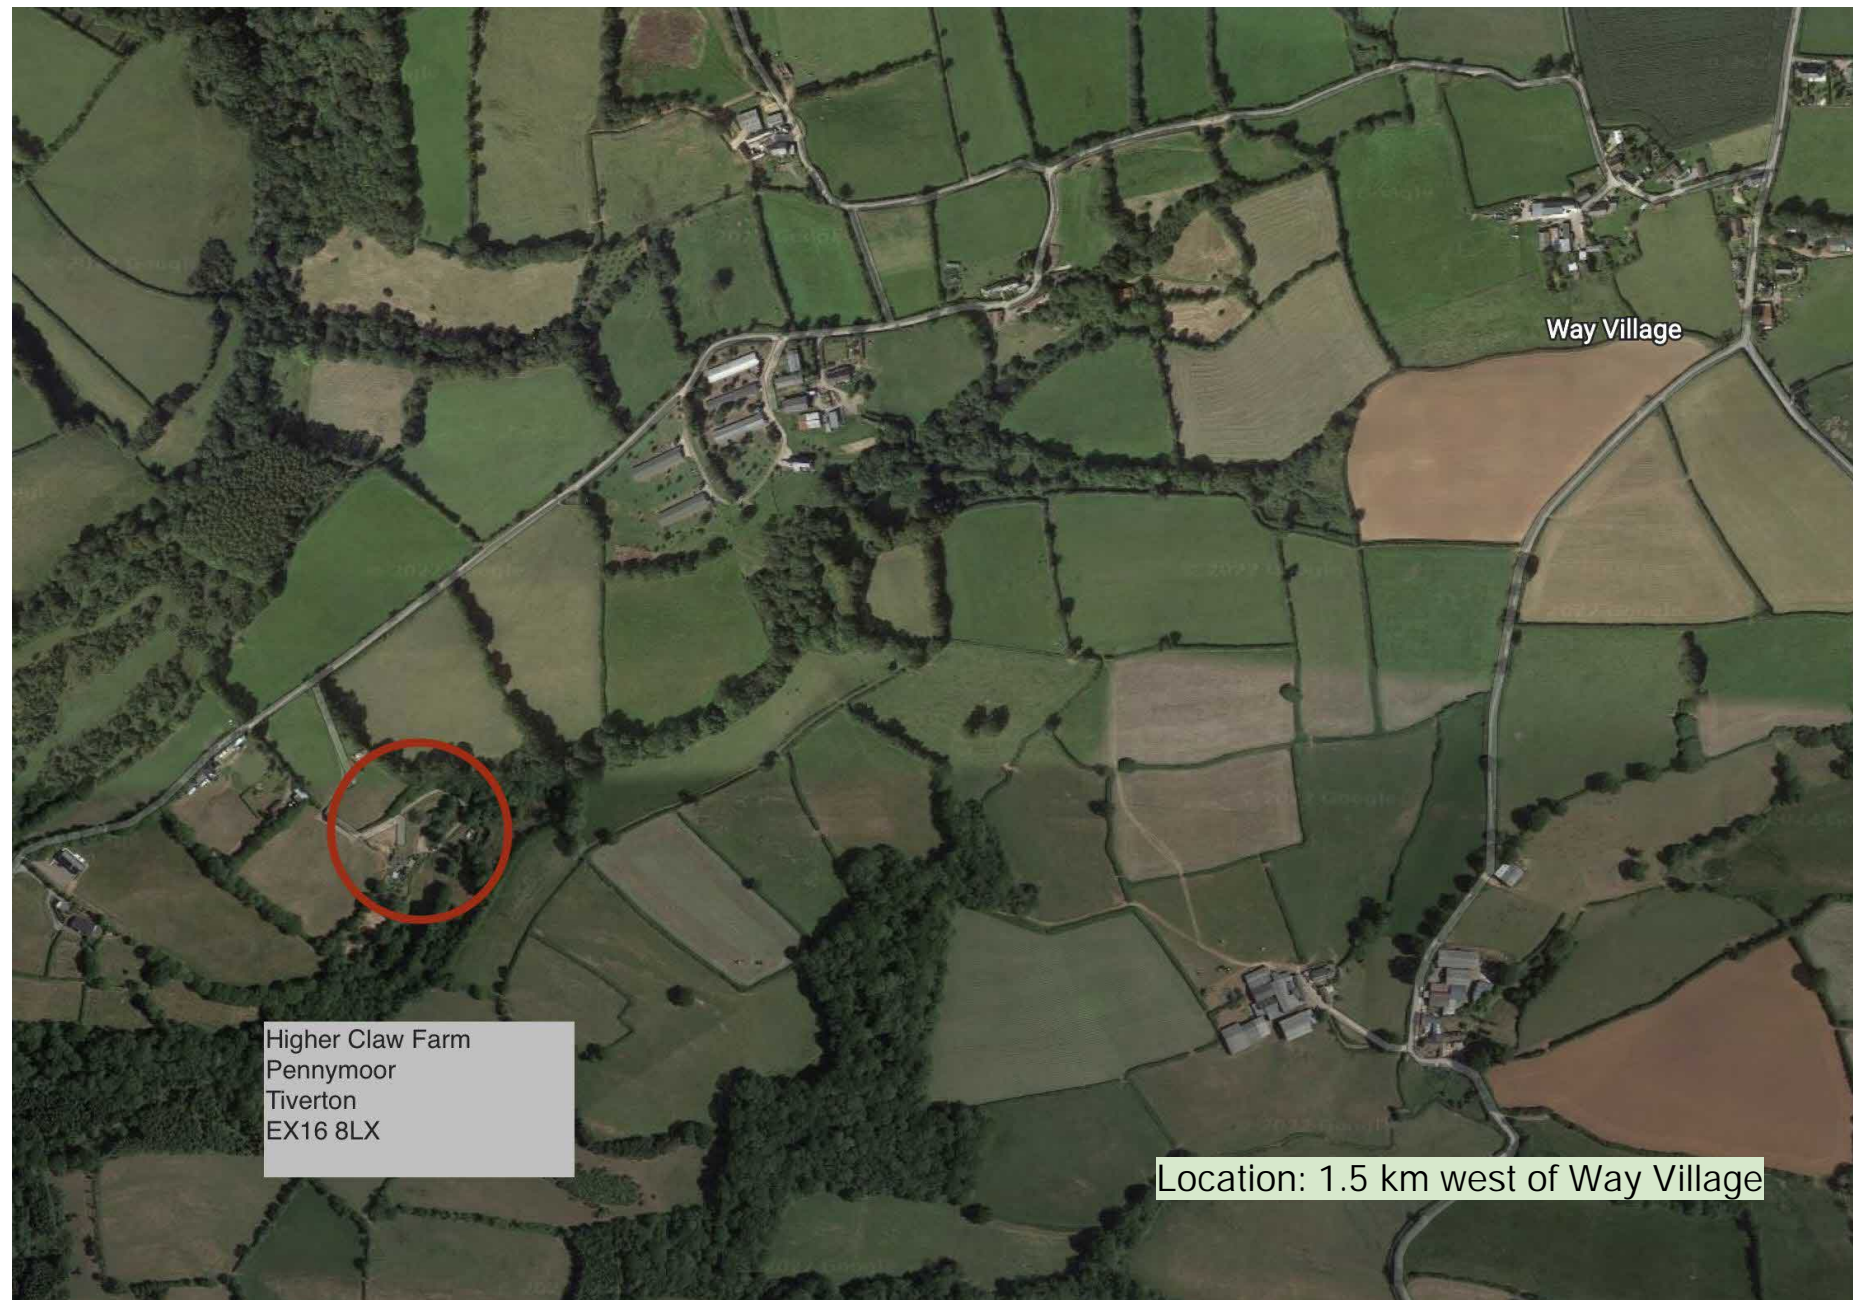 Way Village
Higher Claw Farm
Pennymoor
Tiverton
EX16 8LX
Location: 1.5 km west of Way Village